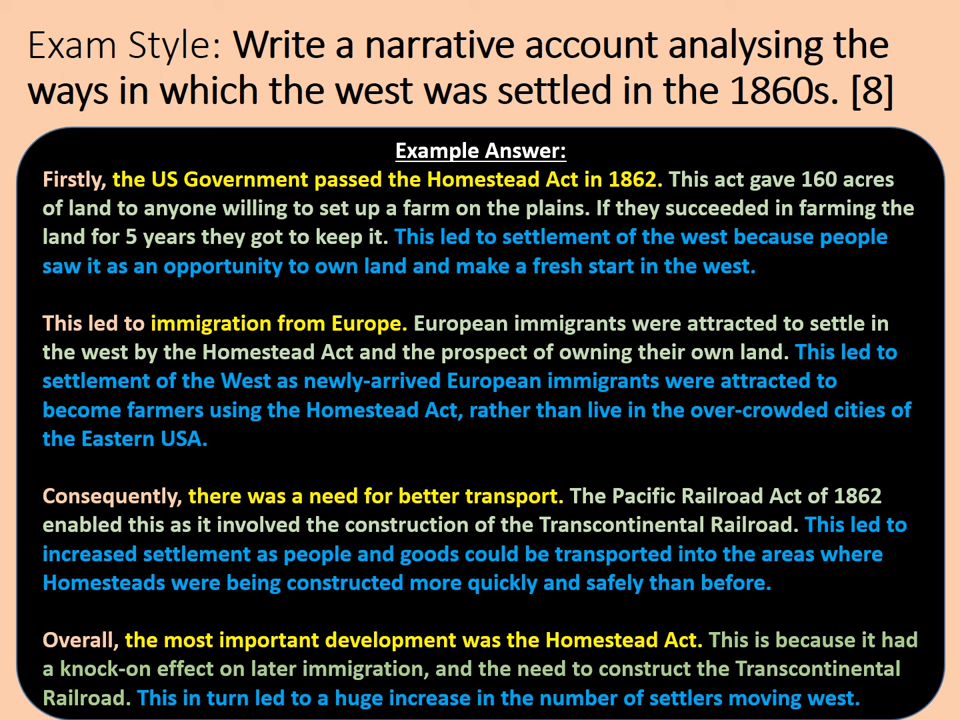 Exam Style: Write a narrative account analysing the
ways in which the west was settled in the 1860s. [8]
Example Answer:
Firstly, the US Government passed the Homestead Act in 1862. This act gave 160 acres
of land to anyone willing to set up a farm on the plains. If they succeeded in farming the
land for 5 years they got to keep it. This led to settlement of the west because people
saw it as an opportunity to own land and make a fresh start in the west.
This led to immigration from Europe. European immigrants were attracted to settle in
the west by the Homestead Act and the prospect of owning their own land. This led to
settlement of the West as newly-arrived European immigrants were attracted to
become farmers using the Homestead Act, rather than live in the over-crowded cities of
the Eastern USA.
Consequently, there was a need for better transport. The Pacific Railroad Act of 1862
enabled this as it involved the construction of the Transcontinental Railroad. This led to
increased settlement as people and goods could be transported into the areas where
Homesteads were being constructed more quickly and safely than before.
Overall, the most important development was the Homestead Act. This is because it had
a knock-on effect on later immigration, and the need to construct the Transcontinental
Railroad. This in turn led to a huge increase in the number of settlers moving west.